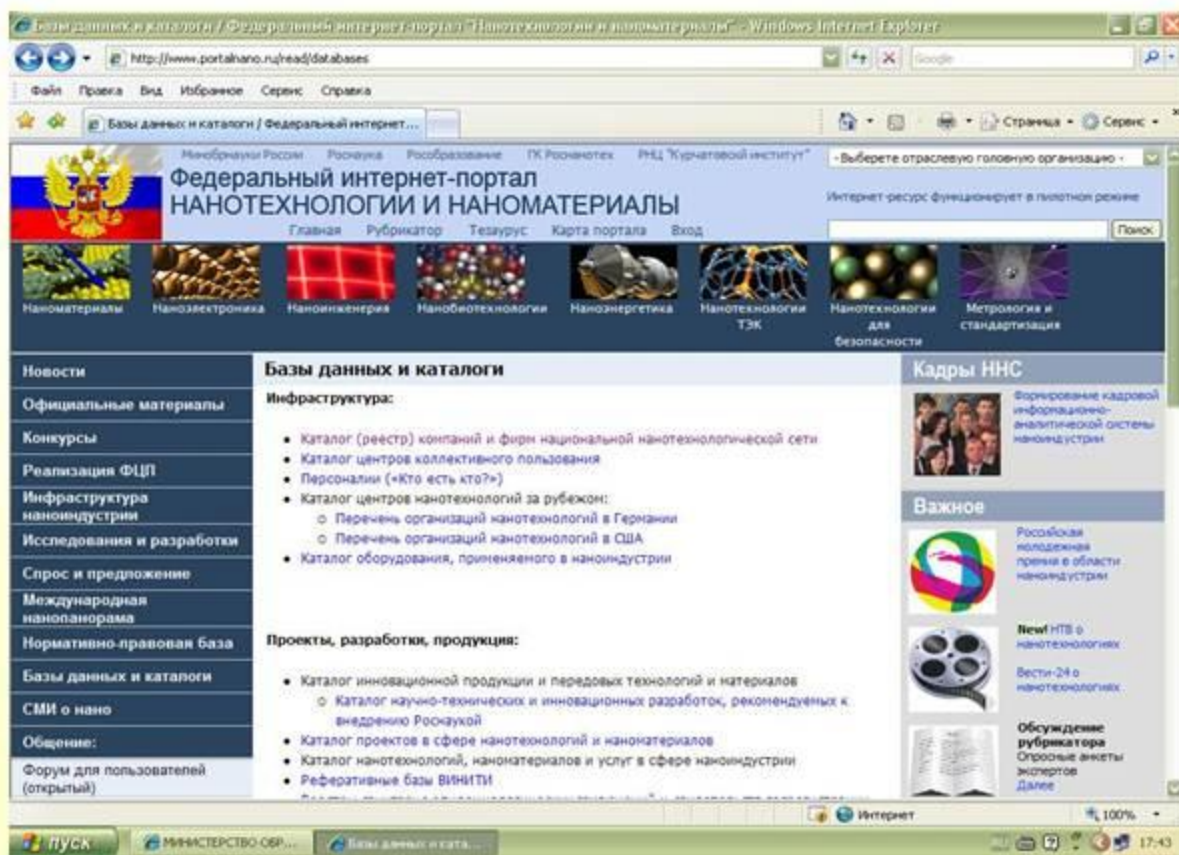 Базы данных и каталоги / Федеральный интернет-портал "Нанотехнологии и наноматериалы" - Windows Internet Explorer
http://www.portalnano.ru/read/databases
Google
Файл Правка Вид Избранное Сервис Справка
Базы данных и каталоги / Федеральный интернет...
Страница
Сервис
Минобрнауки России Роснаука Рособразование ГК Роснанотех РНЦ "Курчатовский институт"
-Выберете отраслевую головную организацию -
Федеральный интернет-портал
НАНОТЕХНОЛОГИИ И НАНОМАТЕРИАЛЫ
Интернет-ресурс функционирует в пилотном режиме
Главная Рубрикатор Тезаурус Карта портала Вход
Поиск
Наноматериалы
Наноэлектроника
Наноинженерия
Нанобиотехнологии
Наноэнергетика
Нанотехнологии
ТЭК
Нанотехнологии
для
безопасности
Метрология и
стандартизация
Новости
Официальные материалы
Конкурсы
Реализация ФЦП
Инфраструктура
наноиндустрии
Исследования и разработки
Спрос и предложение
Международная
нанопанорама
Нормативно-правовая база
Базы данных и каталоги
СМИ о нано
Общение:
Форум для пользователей
(открытый)
Базы данных и каталоги
Инфраструктура:
Каталог (реестр) компаний и фирм национальной нанотехнологической сети
Каталог центров коллективного пользования
Персоналии («Кто есть кто?»)
Каталог центров нанотехнологий за рубежом:
Перечень организаций нанотехнологий в Германии
Перечень организаций нанотехнологий в США
Каталог оборудования, применяемого в наноиндустрии
Проекты, разработки, продукция:
Каталог инновационной продукции и передовых технологий и материалов
Каталог научно-технических и инновационных разработок, рекомендуемых к
внедрению Роснаукой
Каталог проектов в сфере нанотехнологий и наноматериалов
Каталог нанотехнологий, наноматериалов и услуг в сфере наноиндустрии
Реферативные базы ВИНИТИ
Кадры ННС
Формирование кадровой
информационно-
аналитической системы
наноиндустрии
Важное
Российская
молодежная
премия в области
наноиндустрии
New! НТВ о
нанотехнологиях
Вести-24 о
нанотехнологиях
Обсуждение
рубрикатора
Опросные анкеты
экспертов
Далее
Интернет
100%
пуск
МИНИСТЕРСТВО ОБР...
Базы данных и ката...
17:43